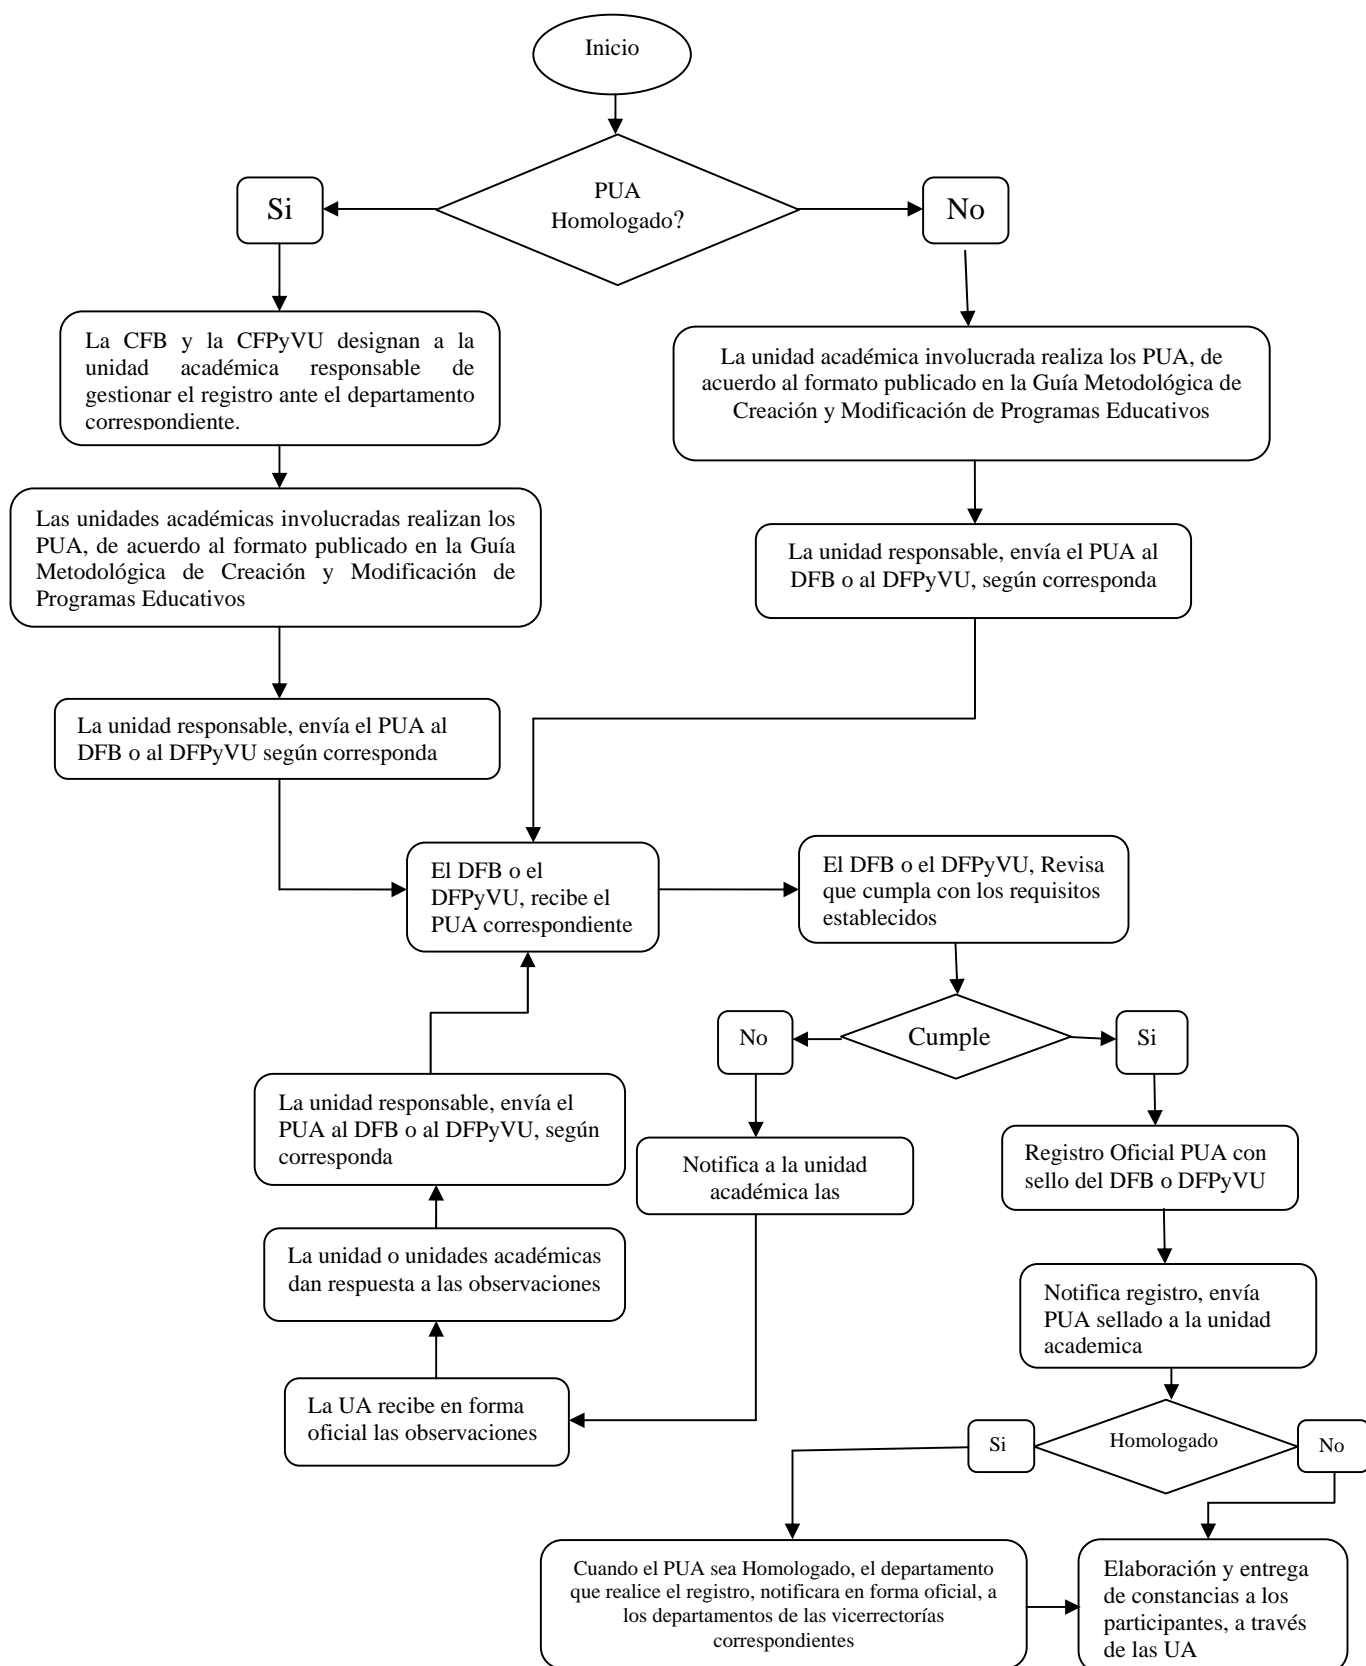 Inicio
PUA
Homologado?
Si
No
La CFB y la CFPyVU designan a la
unidad académica responsable de
gestionar el registro ante el departamento
correspondiente.
La unidad académica involucrada realiza los PUA, de
acuerdo al formato publicado en la Guía Metodológica de
Creación y Modificación de Programas Educativos
Las unidades académicas involucradas realizan los
PUA, de acuerdo al formato publicado en la Guía
Metodológica de Creación y Modificación de
Programas Educativos
La unidad responsable, envía el PUA al
DFB o al DFPyVU, según corresponda
La unidad responsable, envía el PUA al
DFB o al DFPyVU según corresponda
El DFB o el
DFPyVU, recibe el
PUA correspondiente
El DFB o el DFPyVU, Revisa
que cumpla con los requisitos
establecidos
No
Cumple
Si
La unidad responsable, envía el
PUA al DFB o al DFPyVU, según
corresponda
Notifica a la unidad
académica las
Registro Oficial PUA con
sello del DFB o DFPyVU
La unidad o unidades académicas
dan respuesta a las observaciones
Notifica registro, envía
PUA sellado a la unidad
academica
La UA recibe en forma
oficial las observaciones
Si
Homologado
No
Cuando el PUA sea Homologado, el departamento
que realice el registro, notificara en forma oficial, a
los departamentos de las vicerrectorías
correspondientes
Elaboración y entrega
de constancias a los
participantes, a través
de las UA